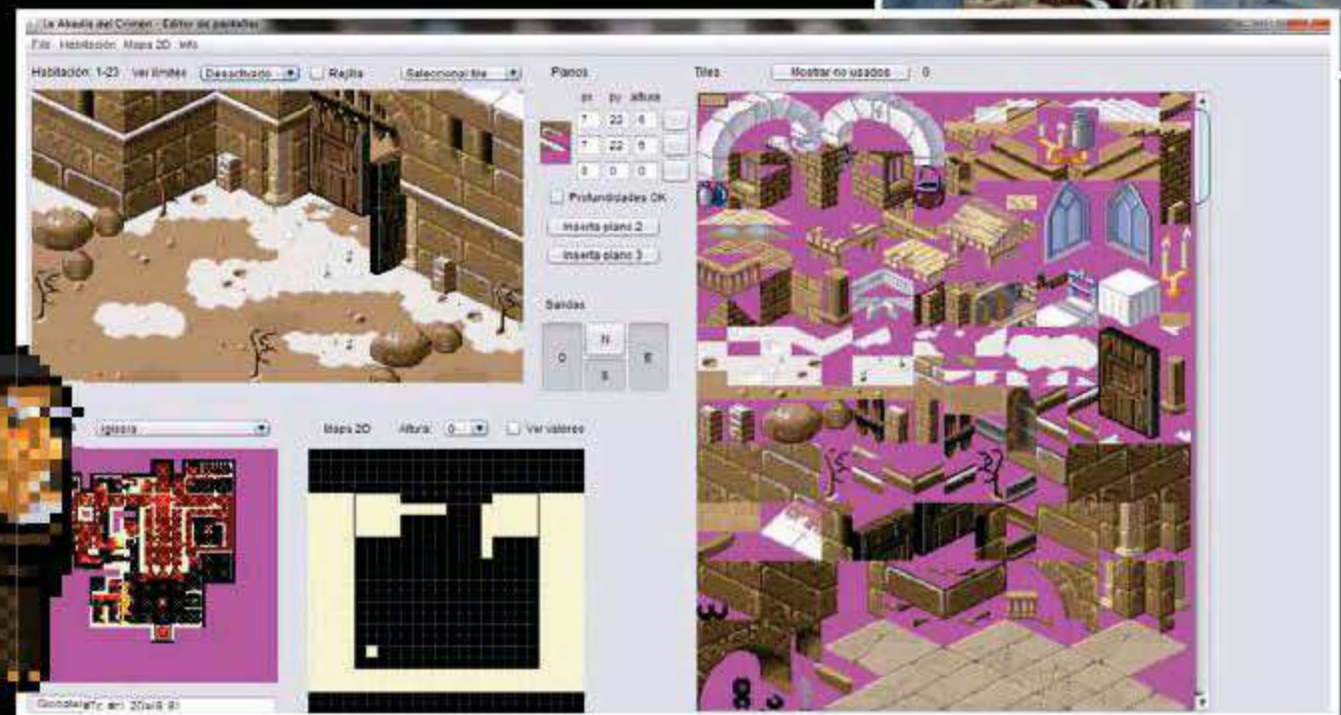 La Abadía del Crimen - Editor de pantallas
File Habitación Mapa 2D Info
Habitación: 1-23 Ver límites Desactivado Rejilla Seleccionar tile Planos Tiles Mostrar no usados 0
px py altura
7 22 6
7 22 6
0 0 0
Profundidades OK
Inserta plano 2
Inserta plano 3
Salidas
N
O E
S
Iglesia Mapa 2D Altura: 0 Ver valores